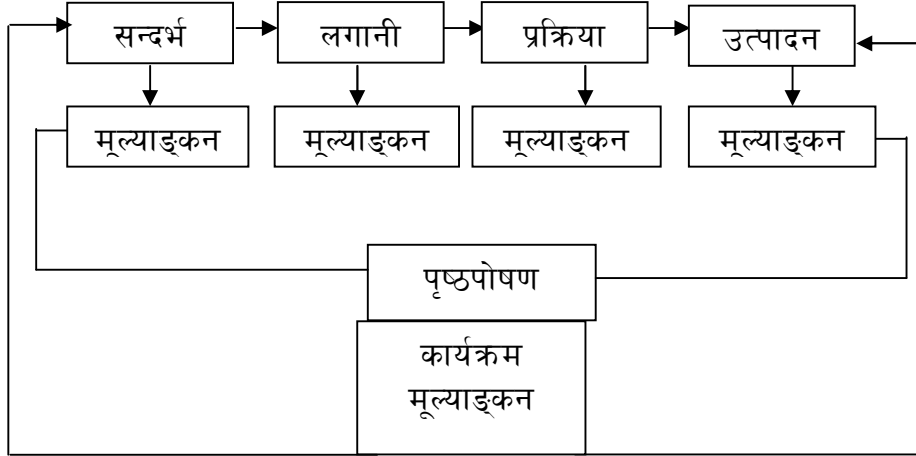 सन्दर्भ लगानी प्रक्रिया उत्पादन
मूल्याङ्कन मूल्याङ्कन मूल्याङ्कन मूल्याङ्कन
पृष्ठपोषण
कार्यक्रम
मूल्याङ्कन